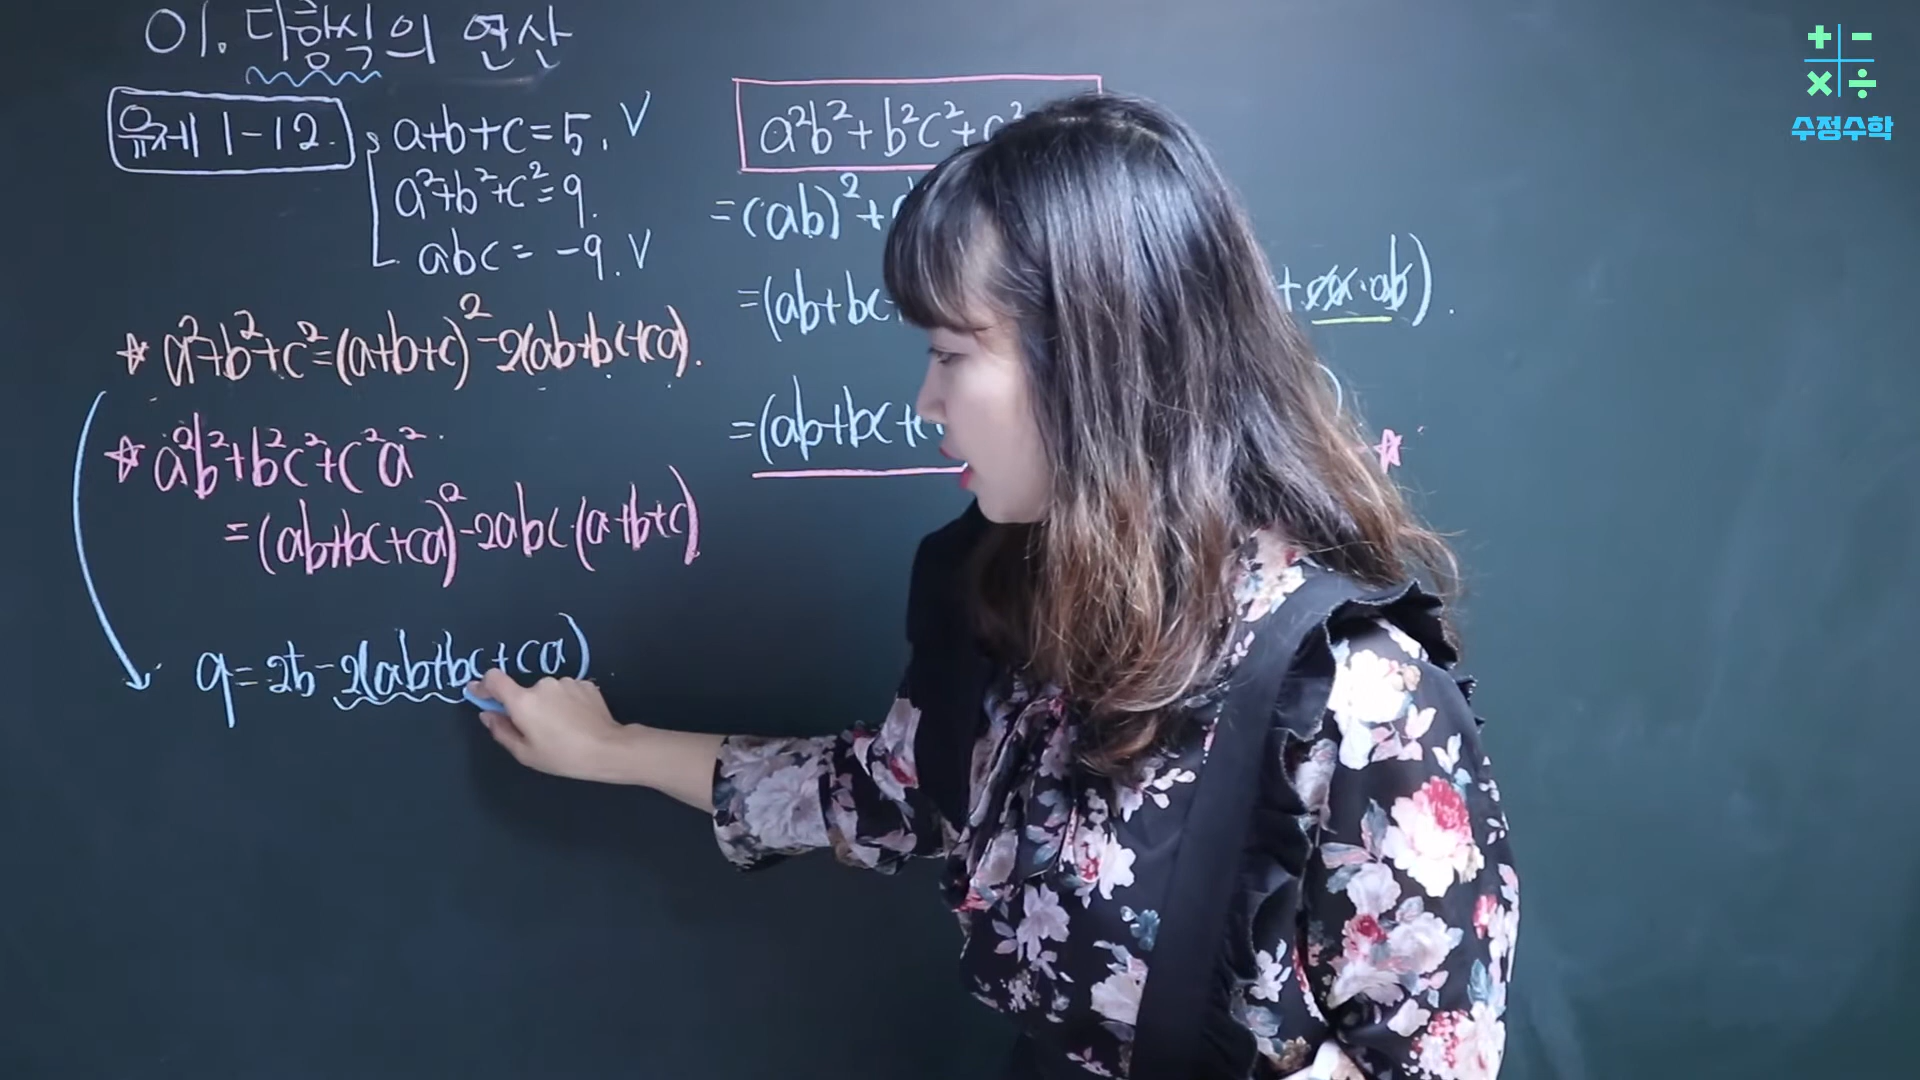 01. 다항식의 연산
유제 1-12.
a+b+c=5. V
a²+b²+c²=9.
abc = -9. V
☆ a²+b²+c²=(a+b+c)²-2(ab+bc+ca).
☆ a²b²+b²c²+c²a²
=(ab+bc+ca)²-2abc·(a+b+c)
9=25-2(ab+bc+ca)
a²b²+b²c²+c²
=(ab)²+
=(ab+bc
+ca·ab).
=(ab+bc+c
☆
+ - × ÷
수정수학